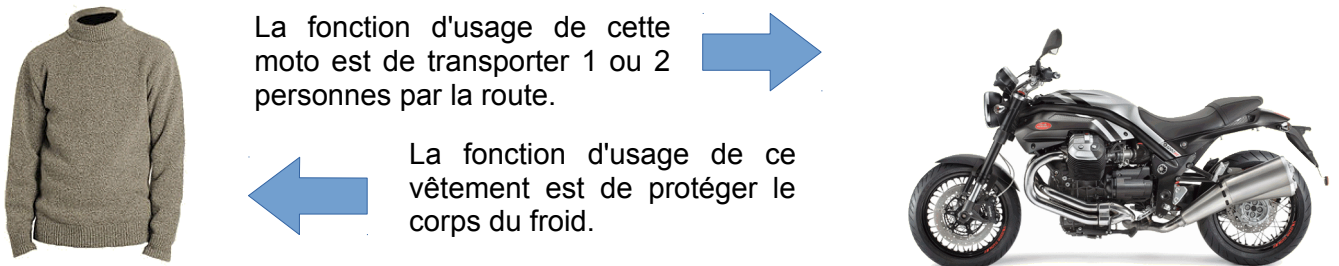 La fonction d'usage de cette
moto est de transporter 1 ou 2
personnes par la route.
La fonction d'usage de ce
vêtement est de protéger le
corps du froid.